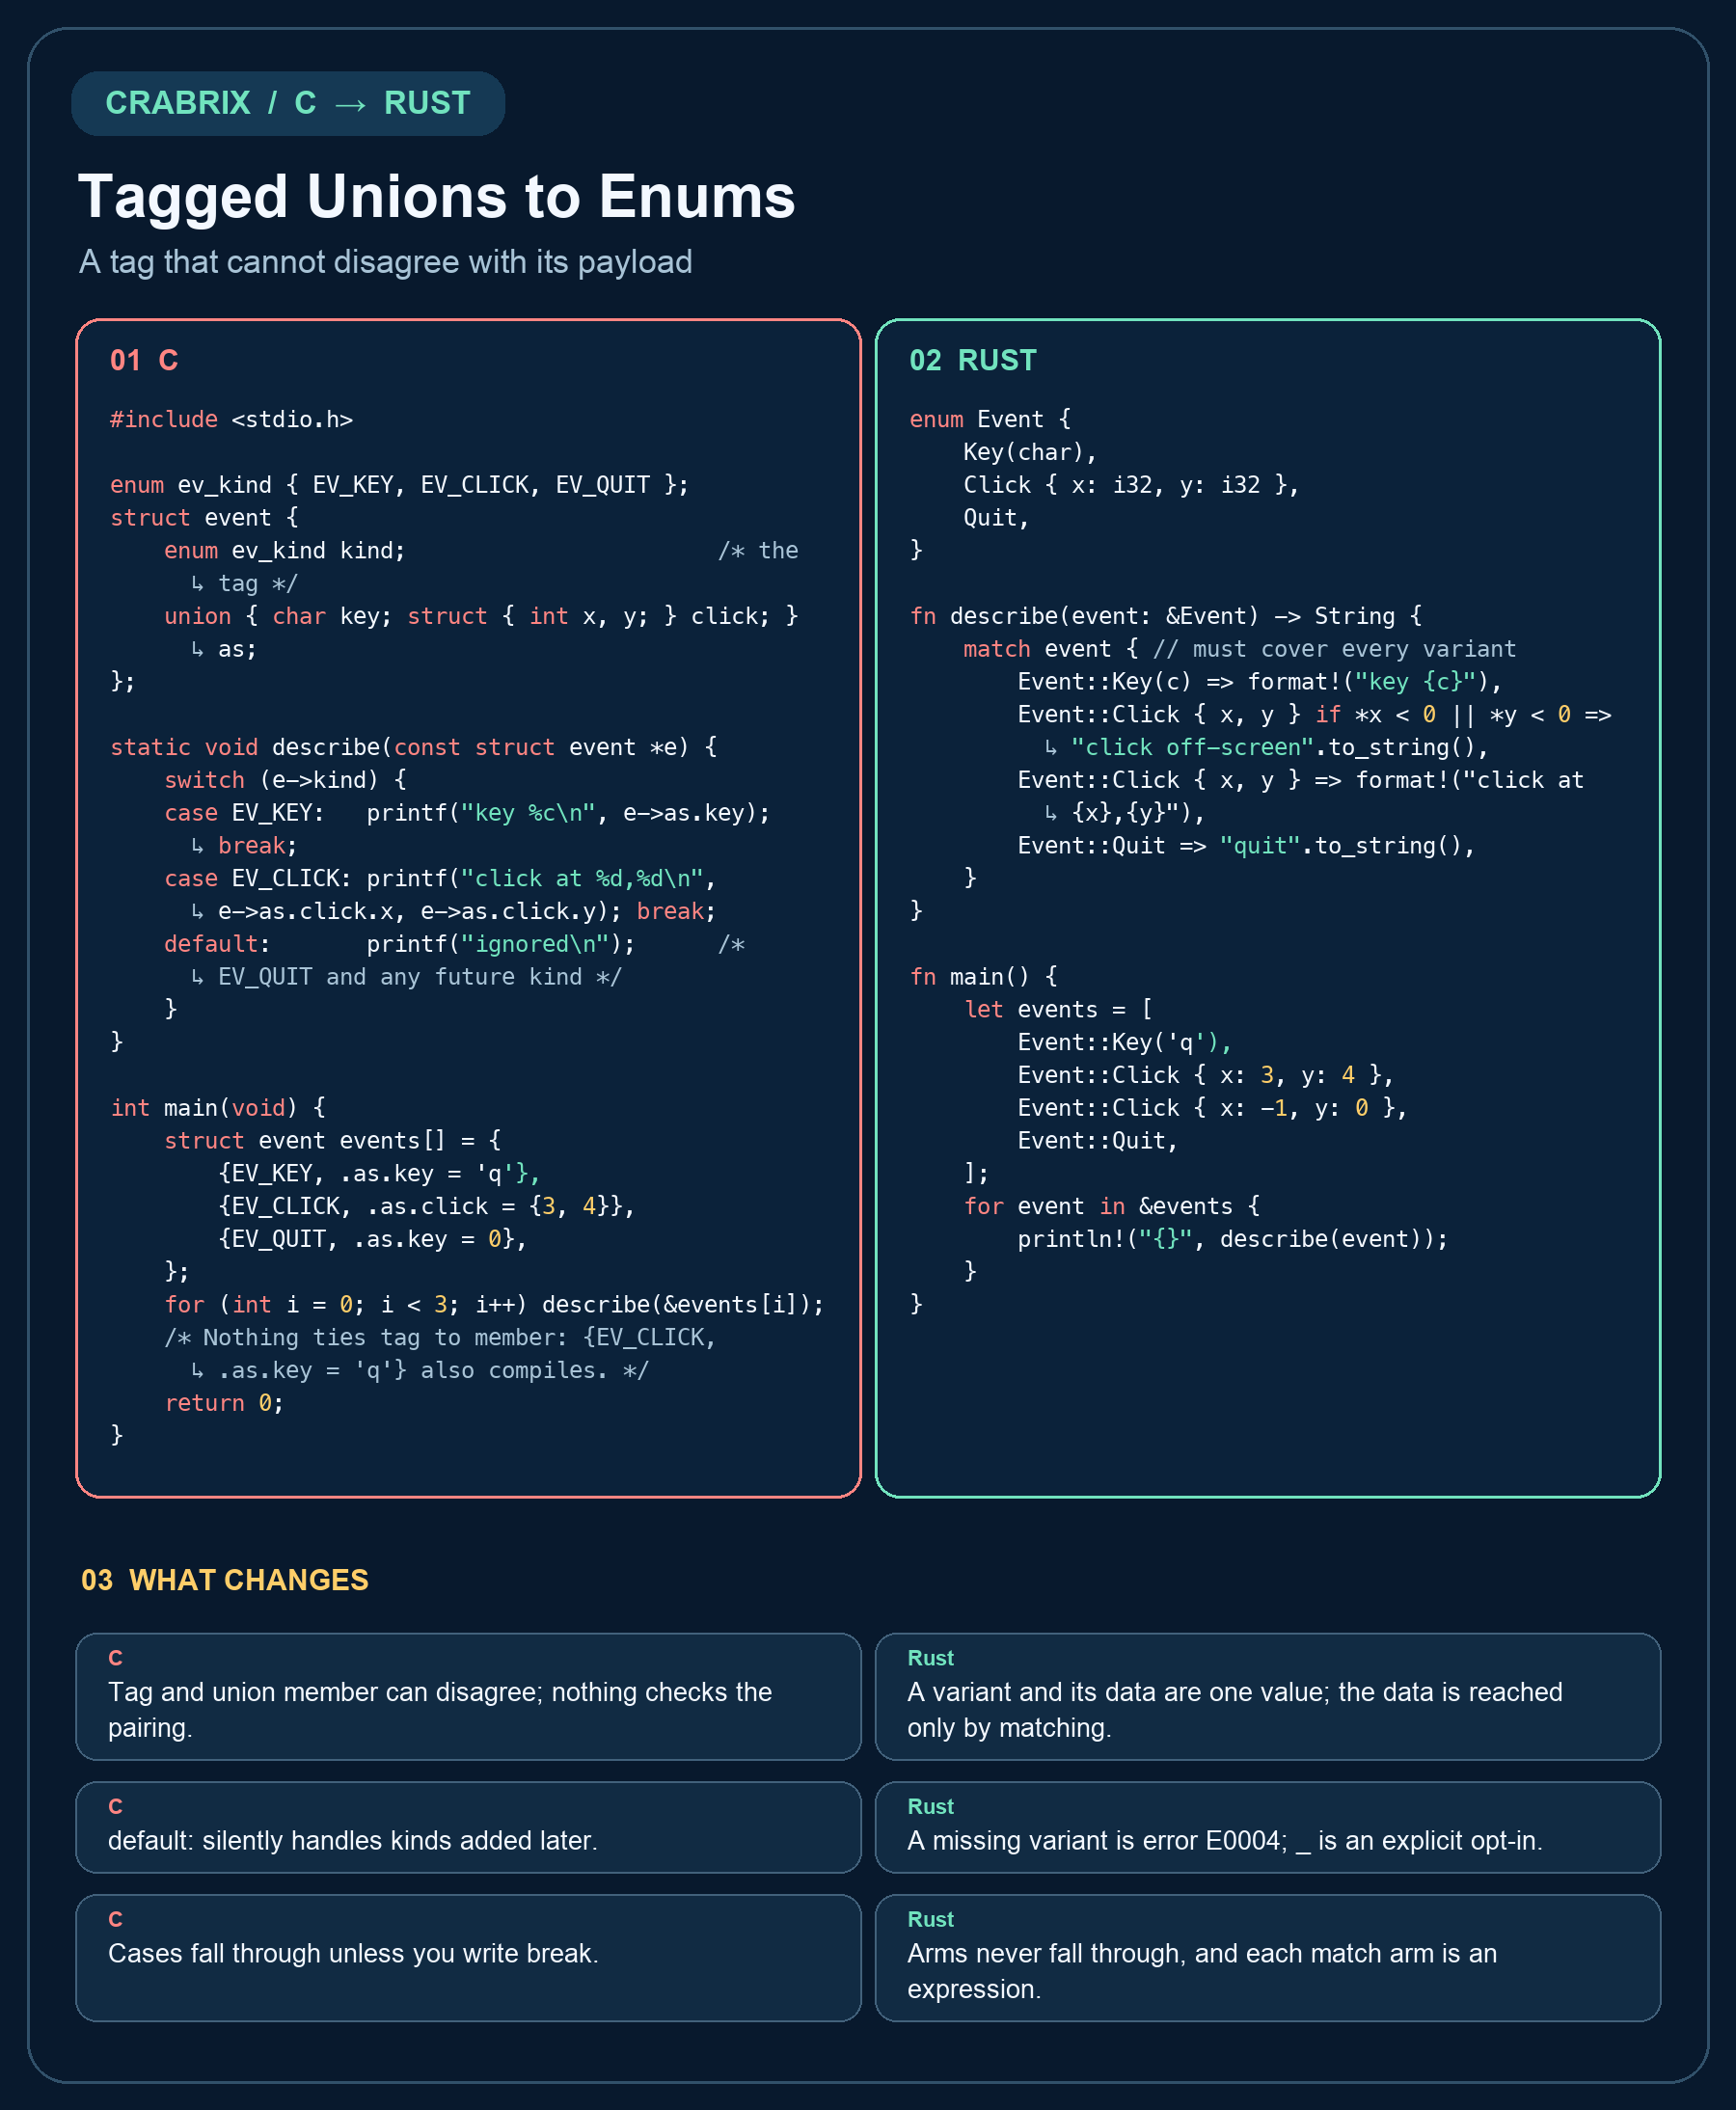 CRABRIX / C → RUST
Tagged Unions to Enums
A tag that cannot disagree with its payload
01 C
#include <stdio.h>
enum ev_kind { EV_KEY, EV_CLICK, EV_QUIT };
struct event {
    enum ev_kind kind;                       /* the
      ↳ tag */
    union { char key; struct { int x, y; } click; }
      ↳ as;
};
static void describe(const struct event *e) {
    switch (e->kind) {
    case EV_KEY:   printf("key %c\n", e->as.key);
      ↳ break;
    case EV_CLICK: printf("click at %d,%d\n",
      ↳ e->as.click.x, e->as.click.y); break;
    default:       printf("ignored\n");      /*
      ↳ EV_QUIT and any future kind */
    }
}
int main(void) {
    struct event events[] = {
        {EV_KEY, .as.key = 'q'},
        {EV_CLICK, .as.click = {3, 4}},
        {EV_QUIT, .as.key = 0},
    };
    for (int i = 0; i < 3; i++) describe(&events[i]);
    /* Nothing ties tag to member: {EV_CLICK,
      ↳ .as.key = 'q'} also compiles. */
    return 0;
}
02 RUST
enum Event {
    Key(char),
    Click { x: i32, y: i32 },
    Quit,
}
fn describe(event: &Event) -> String {
    match event { // must cover every variant
        Event::Key(c) => format!("key {c}"),
        Event::Click { x, y } if *x < 0 || *y < 0 =>
          ↳ "click off-screen".to_string(),
        Event::Click { x, y } => format!("click at
          ↳ {x},{y}"),
        Event::Quit => "quit".to_string(),
    }
}
fn main() {
    let events = [
        Event::Key('q'),
        Event::Click { x: 3, y: 4 },
        Event::Click { x: -1, y: 0 },
        Event::Quit,
    ];
    for event in &events {
        println!("{}", describe(event));
    }
}
03 WHAT CHANGES
C
Tag and union member can disagree; nothing checks the
pairing.
Rust
A variant and its data are one value; the data is reached
only by matching.
C
default: silently handles kinds added later.
Rust
A missing variant is error E0004; _ is an explicit opt-in.
C
Cases fall through unless you write break.
Rust
Arms never fall through, and each match arm is an
expression.